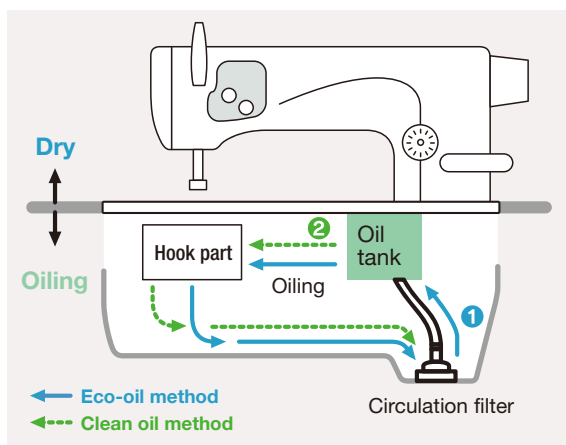 Dry
Oiling
Hook part
2
Oil
tank
Oiling
1
Circulation filter
Eco-oil method
Clean oil method